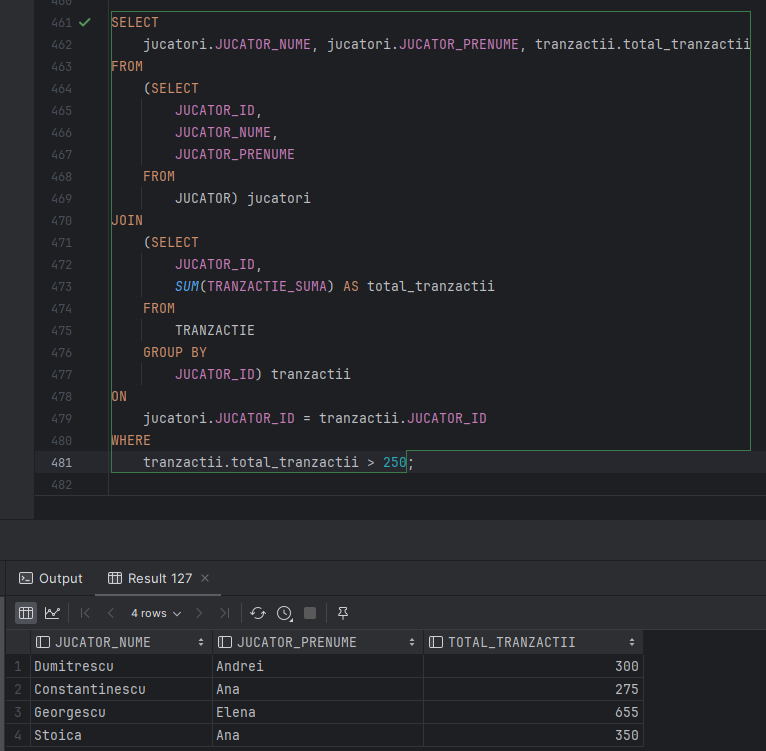 460
461 SELECT
462 jucatori.JUCATOR_NUME, jucatori.JUCATOR_PRENUME, tranzactii.total_tranzactii
463 FROM
464 (SELECT
465 JUCATOR_ID,
466 JUCATOR_NUME,
467 JUCATOR_PRENUME
468 FROM
469 JUCATOR) jucatori
470 JOIN
471 (SELECT
472 JUCATOR_ID,
473 SUM(TRANZACTIE_SUMA) AS total_tranzactii
474 FROM
475 TRANZACTIE
476 GROUP BY
477 JUCATOR_ID) tranzactii
478 ON
479 jucatori.JUCATOR_ID = tranzactii.JUCATOR_ID
480 WHERE
481 tranzactii.total_tranzactii > 250;
482
Output Result 127
4 rows
JUCATOR_NUME JUCATOR_PRENUME TOTAL_TRANZACTII
1 Dumitrescu Andrei 300
2 Constantinescu Ana 275
3 Georgescu Elena 655
4 Stoica Ana 350